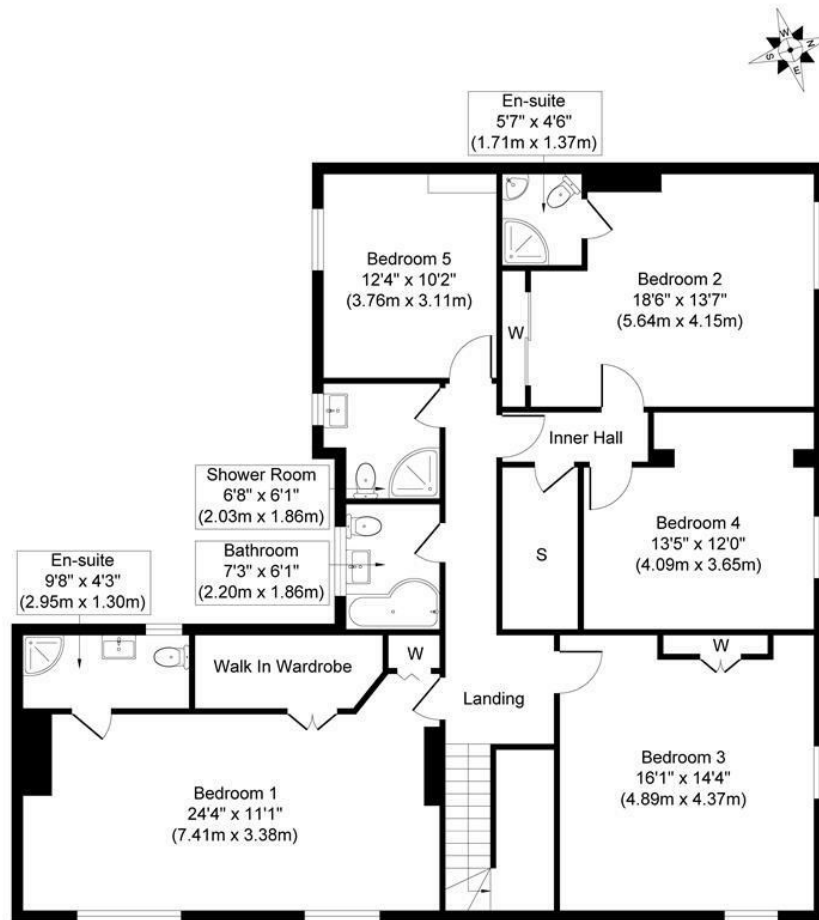 W
N
S
E
En-suite
5'7" x 4'6"
(1.71m x 1.37m)
Bedroom 5
12'4" x 10'2"
(3.76m x 3.11m)
Bedroom 2
18'6" x 13'7"
(5.64m x 4.15m)
W
Inner Hall
Shower Room
6'8" x 6'1"
(2.03m x 1.86m)
Bedroom 4
13'5" x 12'0"
(4.09m x 3.65m)
S
Bathroom
7'3" x 6'1"
(2.20m x 1.86m)
En-suite
9'8" x 4'3"
(2.95m x 1.30m)
Walk In Wardrobe
W
W
Landing
Bedroom 3
16'1" x 14'4"
(4.89m x 4.37m)
Bedroom 1
24'4" x 11'1"
(7.41m x 3.38m)